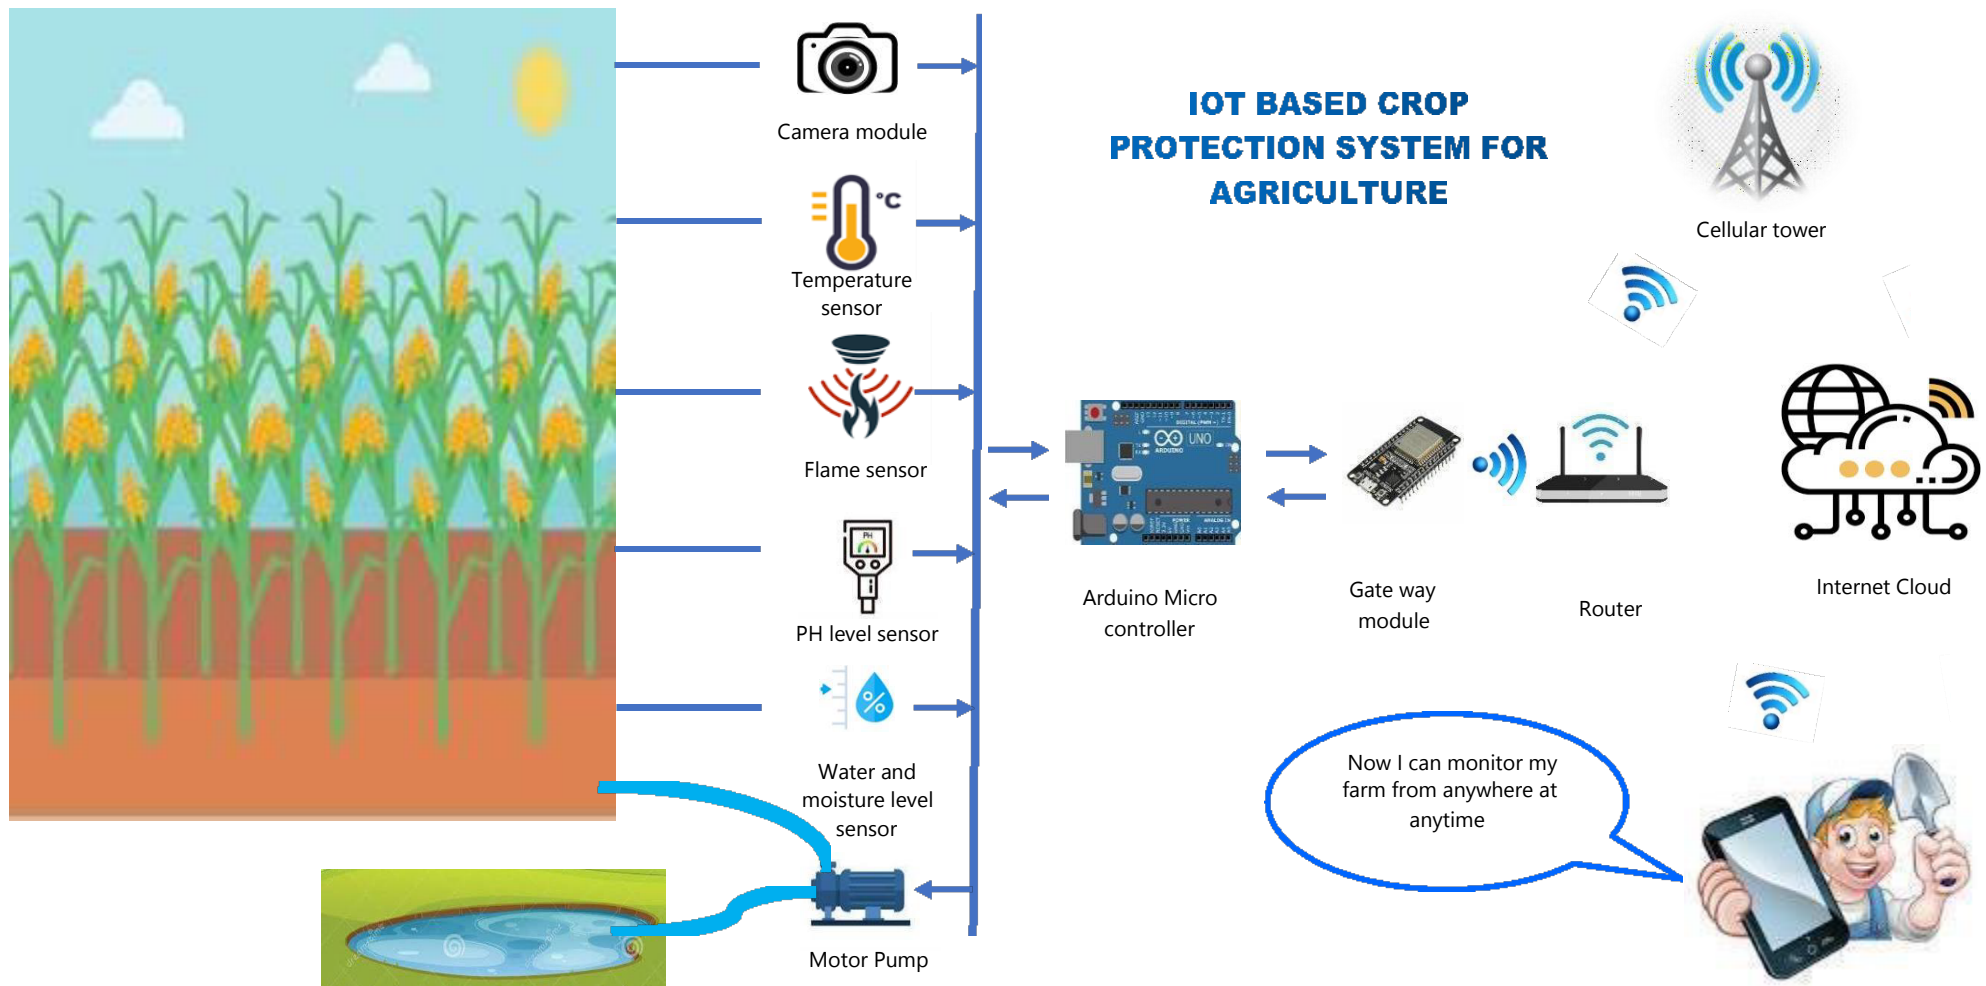 Camera module
°C
Temperature
sensor
Flame sensor
PH
PH level sensor
%
Water and
moisture level
sensor
Motor Pump
IOT BASED CROP
PROTECTION SYSTEM FOR
AGRICULTURE
Cellular tower
UNO
ARDUINO
Arduino Micro
controller
Gate way
module
Router
Internet Cloud
Now I can monitor my
farm from anywhere at
anytime